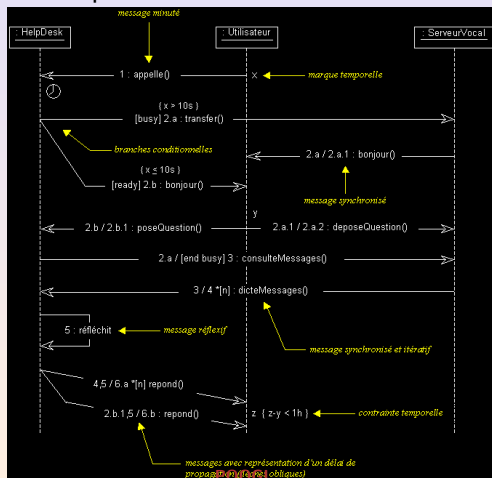 message minuté
: HelpDesk
: Utilisateur
: ServeurVocal
1 : appelle()
x
marque temporelle
( x > 10s )
[busy] 2.a : transfer()
branches conditionnelles
2.a / 2.a.1 : bonjour()
( x ≤ 10s )
[ready] 2.b : bonjour()
message synchronisé
y
2.b / 2.b.1 : poseQuestion()
2.a.1 / 2.a.2 : deposeQuestion()
2.a / [end busy] 3 : consulteMessages()
3 / 4 *[n] : dicteMessages()
5 : réfléchit
message réflexif
message synchronisé et itératif
4,5 / 6.a *[n] repond()
2.b.1,5 / 6.b : repond()
z { z-y < 1h }
contrainte temporelle
messages avec représentation d'un délai de
propagation obliques)